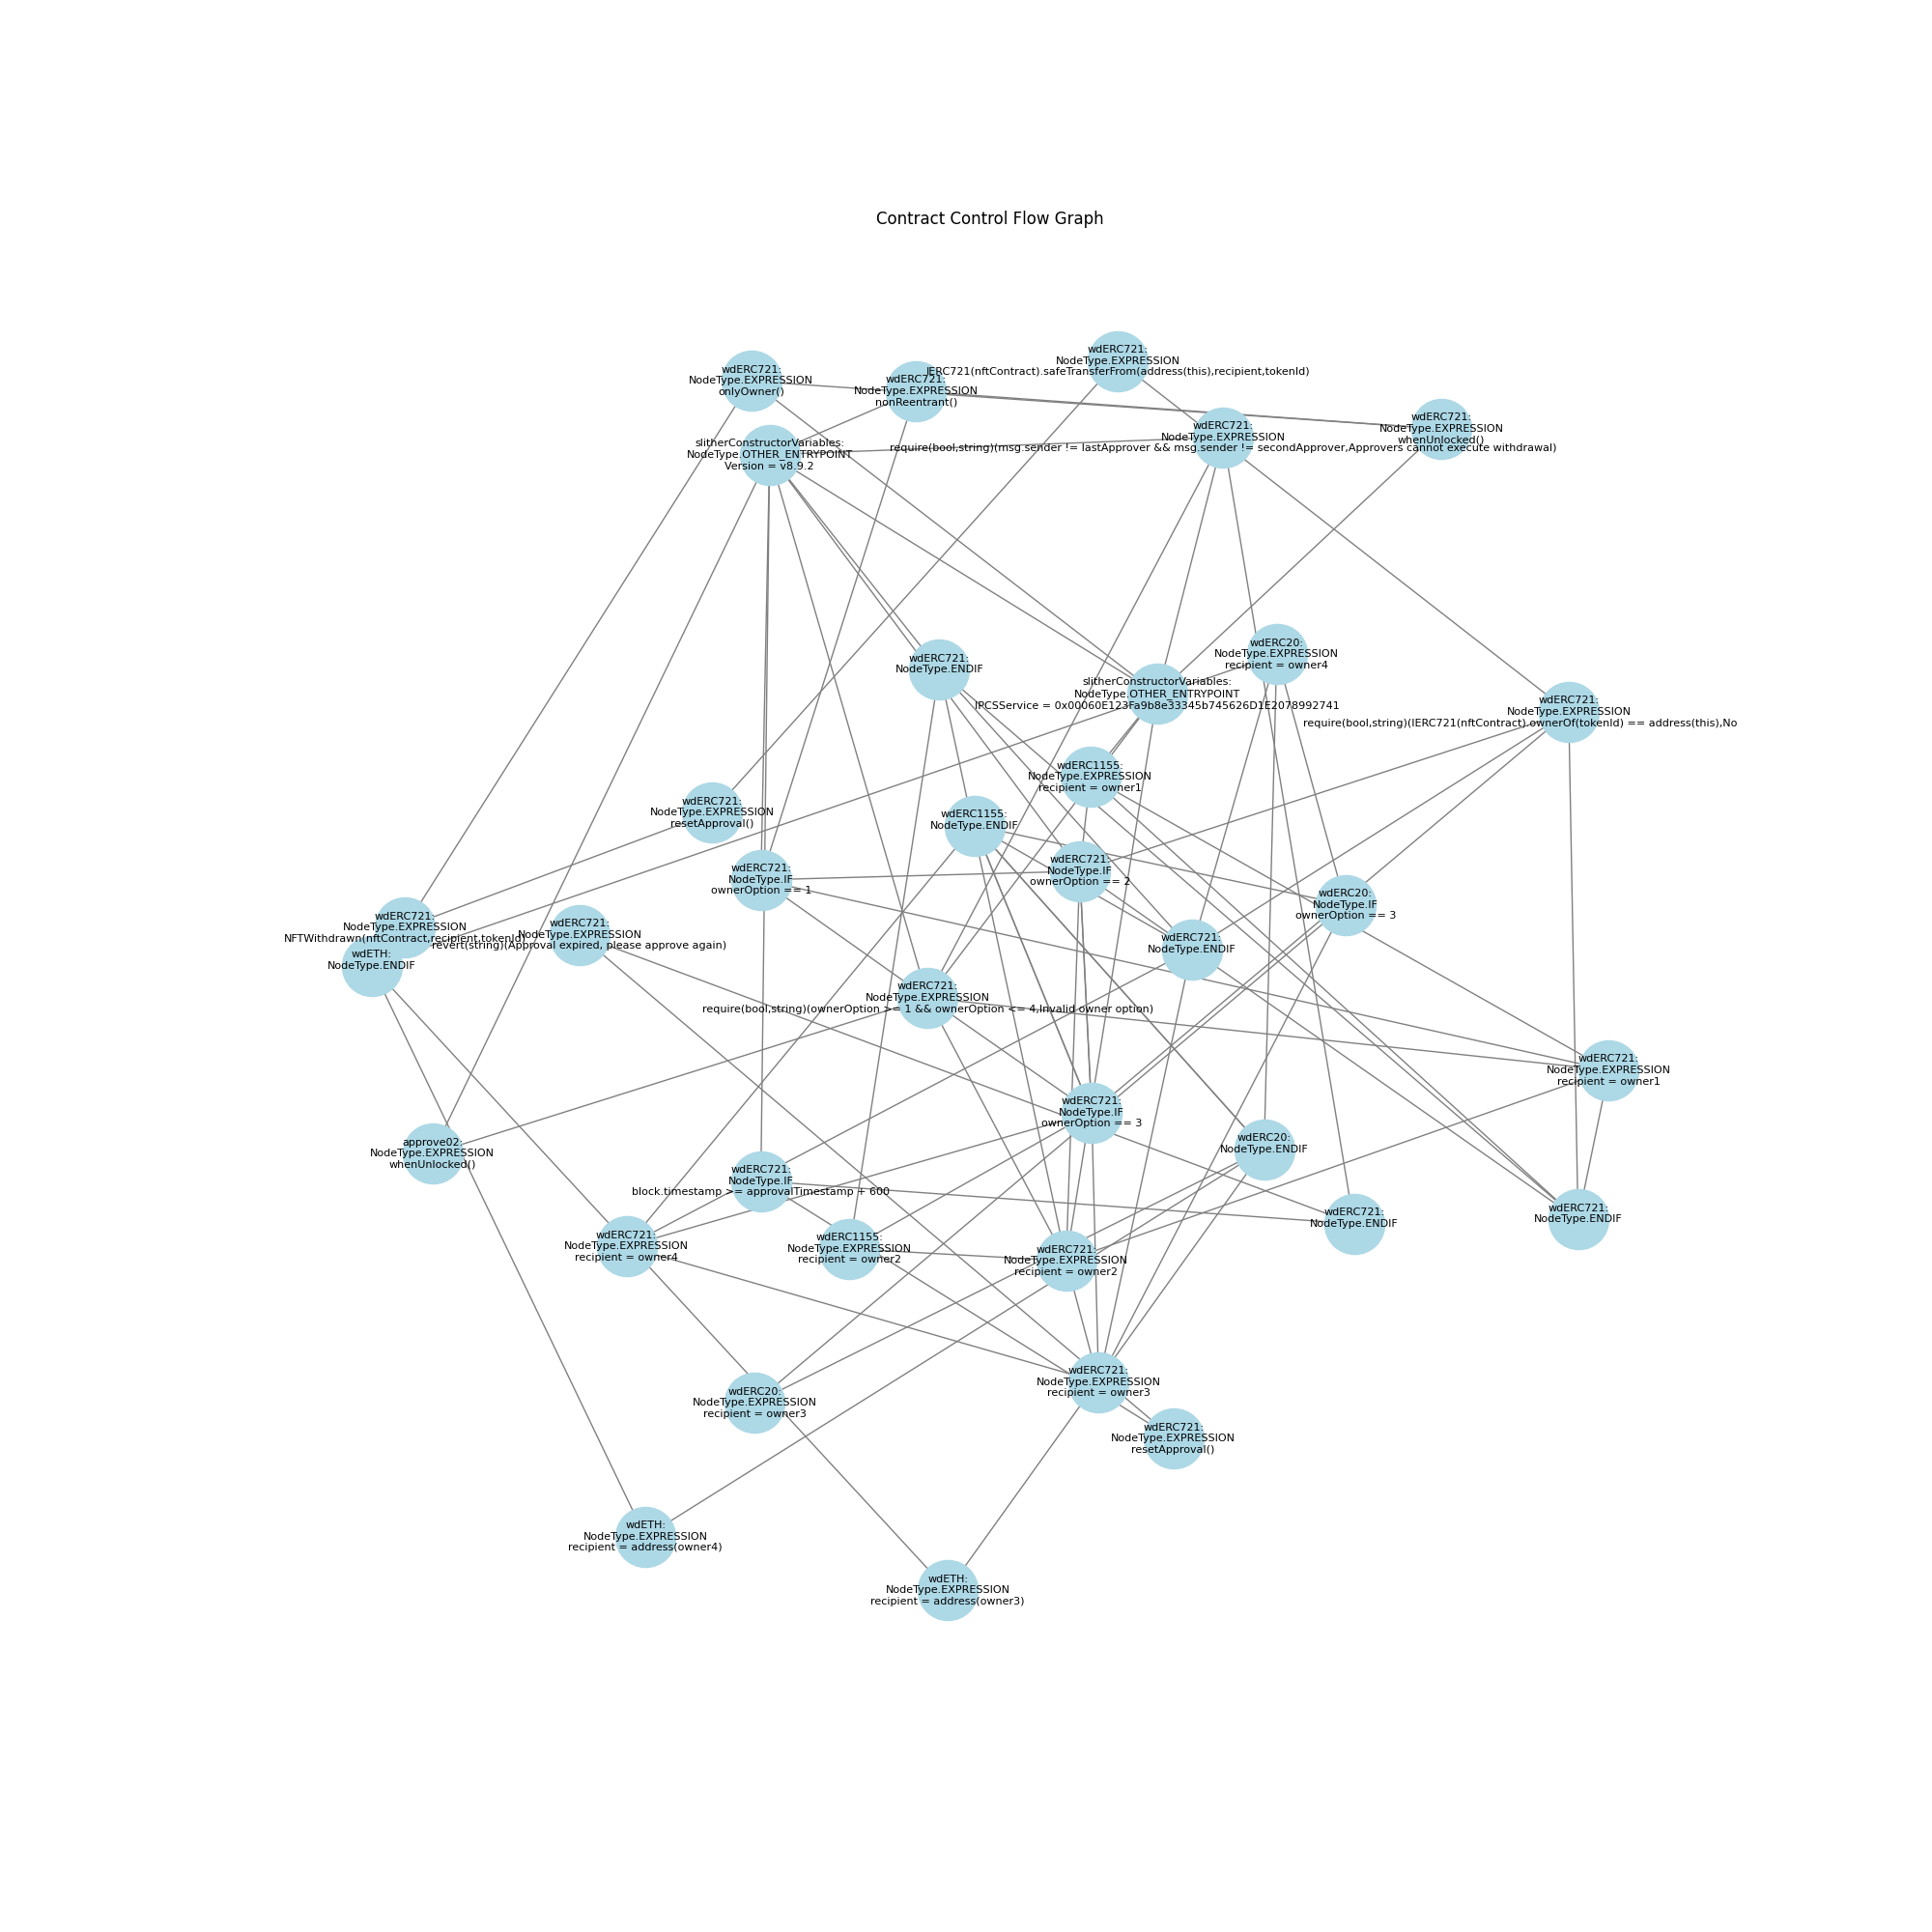 Contract Control Flow Graph
wdERC721:
NodeType.EXPRESSION
IERC721(nftContract).safeTransferFrom(address(this),recipient,tokenId)
wdERC721:
NodeType.EXPRESSION
onlyOwner()
wdERC721:
NodeType.EXPRESSION
nonReentrant()
wdERC721:
NodeType.EXPRESSION
whenUnlocked()
wdERC721:
NodeType.EXPRESSION
require(bool,string)(msg.sender != lastApprover && msg.sender != secondApprover,Approvers cannot execute withdrawal)
slitherConstructorVariables:
NodeType.OTHER_ENTRYPOINT
Version = v8.9.2
wdERC721:
NodeType.ENDIF
wdERC20:
NodeType.EXPRESSION
recipient = owner4
slitherConstructorVariables:
NodeType.OTHER_ENTRYPOINT
IPCSService = 0x00060E123Fa9b8e33345b745626D1E2078992741
wdERC721:
NodeType.EXPRESSION
require(bool,string)(IERC721(nftContract).ownerOf(tokenId) == address(this),No
wdERC1155:
NodeType.EXPRESSION
recipient = owner1
wdERC721:
NodeType.EXPRESSION
resetApproval()
wdERC1155:
NodeType.ENDIF
wdERC721:
NodeType.IF
ownerOption == 1
wdERC721:
NodeType.IF
ownerOption == 2
wdERC20:
NodeType.IF
ownerOption == 3
wdERC721:
NodeType.EXPRESSION
NFTWithdrawn(nftContract,recipient,tokenId)
wdERC721:
NodeType.EXPRESSION
revert(string)(Approval expired, please approve again)
wdETH:
NodeType.ENDIF
wdERC721:
NodeType.ENDIF
wdERC721:
NodeType.EXPRESSION
require(bool,string)(ownerOption >= 1 && ownerOption <= 4,Invalid owner option)
wdERC721:
NodeType.EXPRESSION
recipient = owner1
wdERC721:
NodeType.IF
ownerOption == 3
approve02:
NodeType.EXPRESSION
whenUnlocked()
wdERC20:
NodeType.ENDIF
wdERC721:
NodeType.IF
block.timestamp >= approvalTimestamp + 600
wdERC721:
NodeType.ENDIF
wdERC721:
NodeType.ENDIF
wdERC721:
NodeType.EXPRESSION
recipient = owner4
wdERC1155:
NodeType.EXPRESSION
recipient = owner2
wdERC721:
NodeType.EXPRESSION
recipient = owner2
wdERC721:
NodeType.EXPRESSION
recipient = owner3
wdERC20:
NodeType.EXPRESSION
recipient = owner3
wdERC721:
NodeType.EXPRESSION
resetApproval()
wdETH:
NodeType.EXPRESSION
recipient = address(owner4)
wdETH:
NodeType.EXPRESSION
recipient = address(owner3)